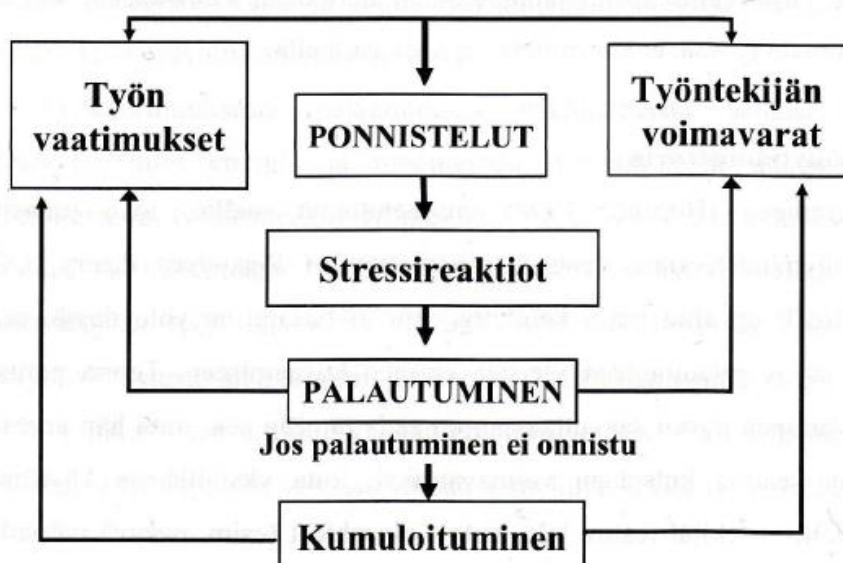 Työn
vaatimukset
PONNISTELUT
Työntekijän
voimavarat
Stressireaktiot
PALAUTUMINEN
Jos palautuminen ei onnistu
Kumuloituminen